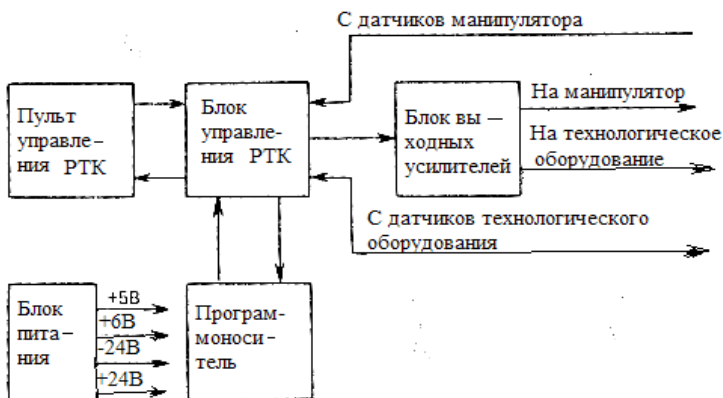 С датчиков манипулятора
Пульт
управле–
ния РТК
Блок
управле-
ния РТК
Блок вы –
ходных
усилителей
На манипулятор
На технологическое
оборудование
С датчиков технологического
оборудования
Блок
пита–
ния
+5В
+6В
-24В
+24В
Програм-
моноси–
тель